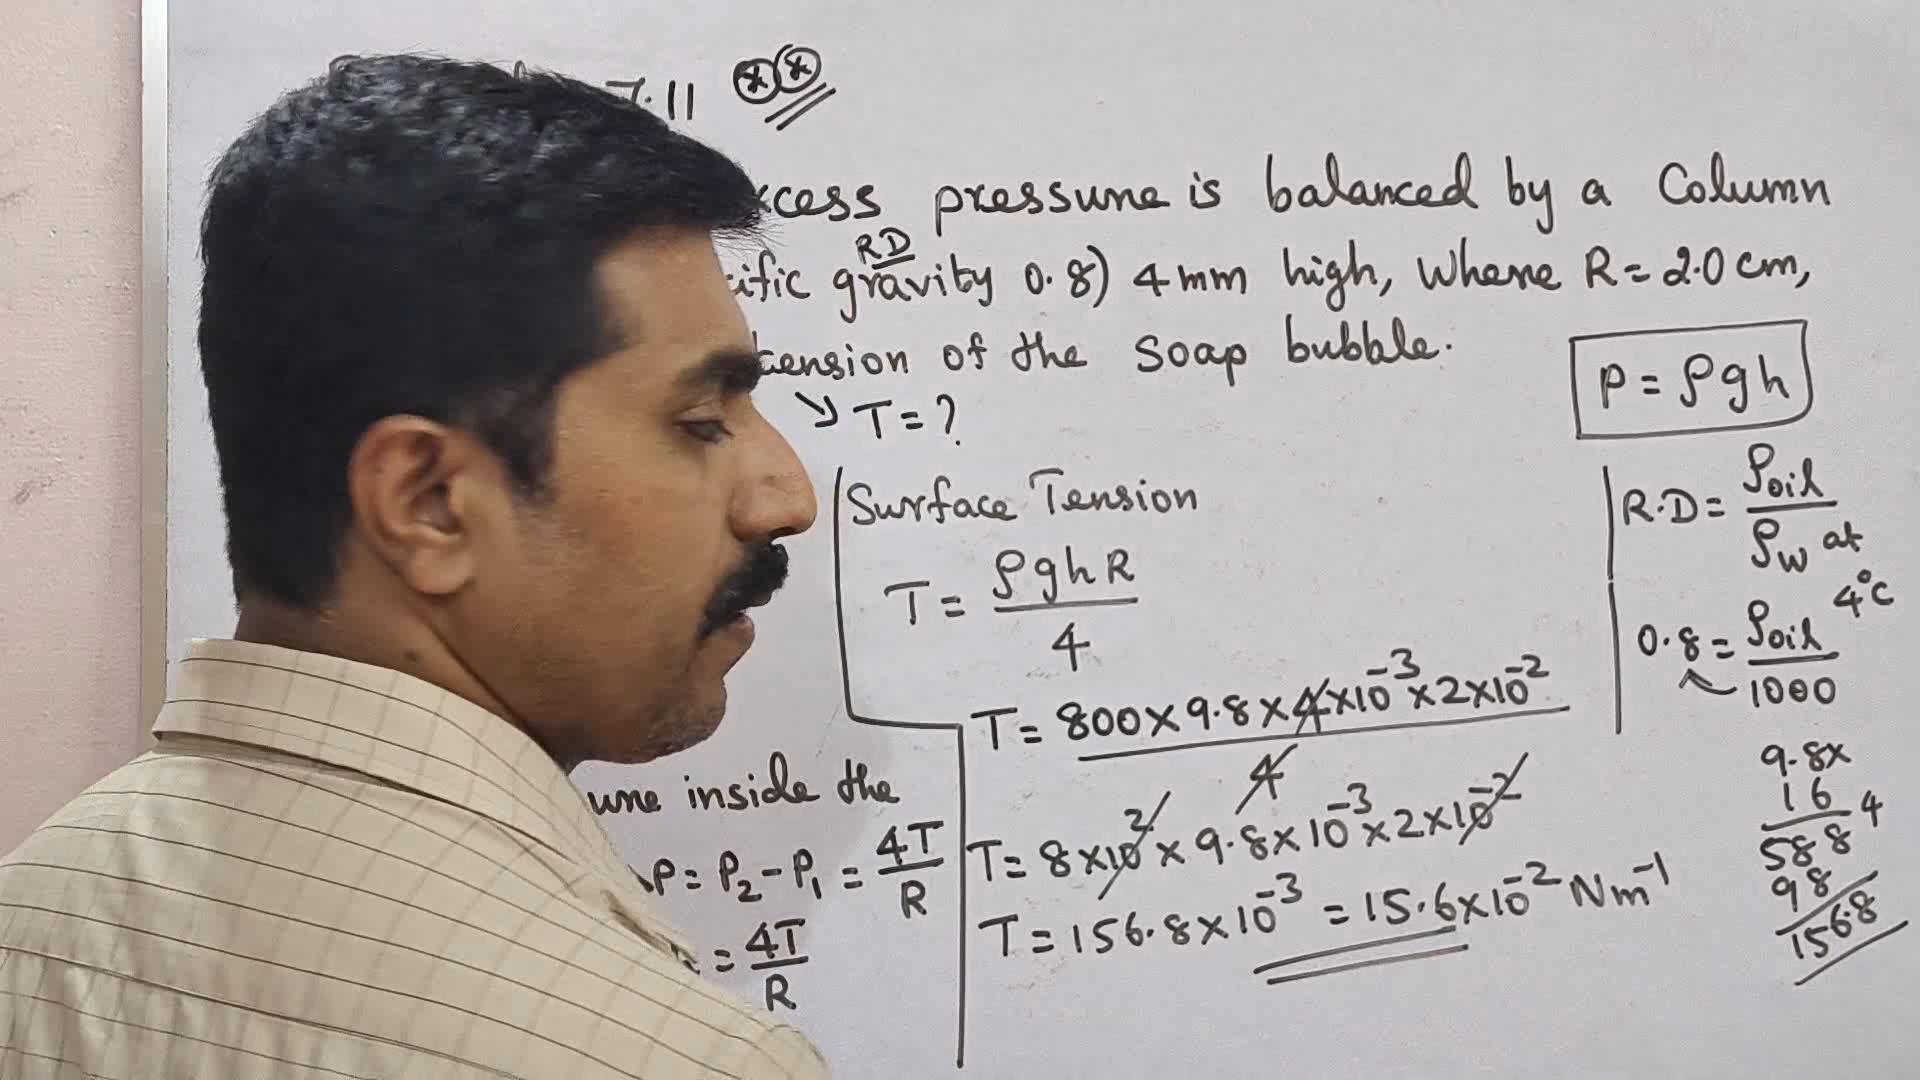 7.11 ** 
excess pressure is balanced by a Column
RD
gravity 0.8) 4 mm high, Where R = 2.0 cm,
tension of the Soap bubble.
T = ?
P = ρgh
Surface Tension
T = ρghR / 4
T = 800 × 9.8 × 4 × 10⁻³ × 2 × 10⁻² / 4
T = 8 × 10² × 9.8 × 10⁻³ × 2 × 10⁻²
T = 156.8 × 10⁻³ = 15.6 × 10⁻² Nm⁻¹
R.D = ρoil / ρw at 4°C
0.8 = ρoil / 1000
9.8×
16
588 4
98
156.8
inside the
P = P₂ − P₁ = 4T / R
= 4T / R